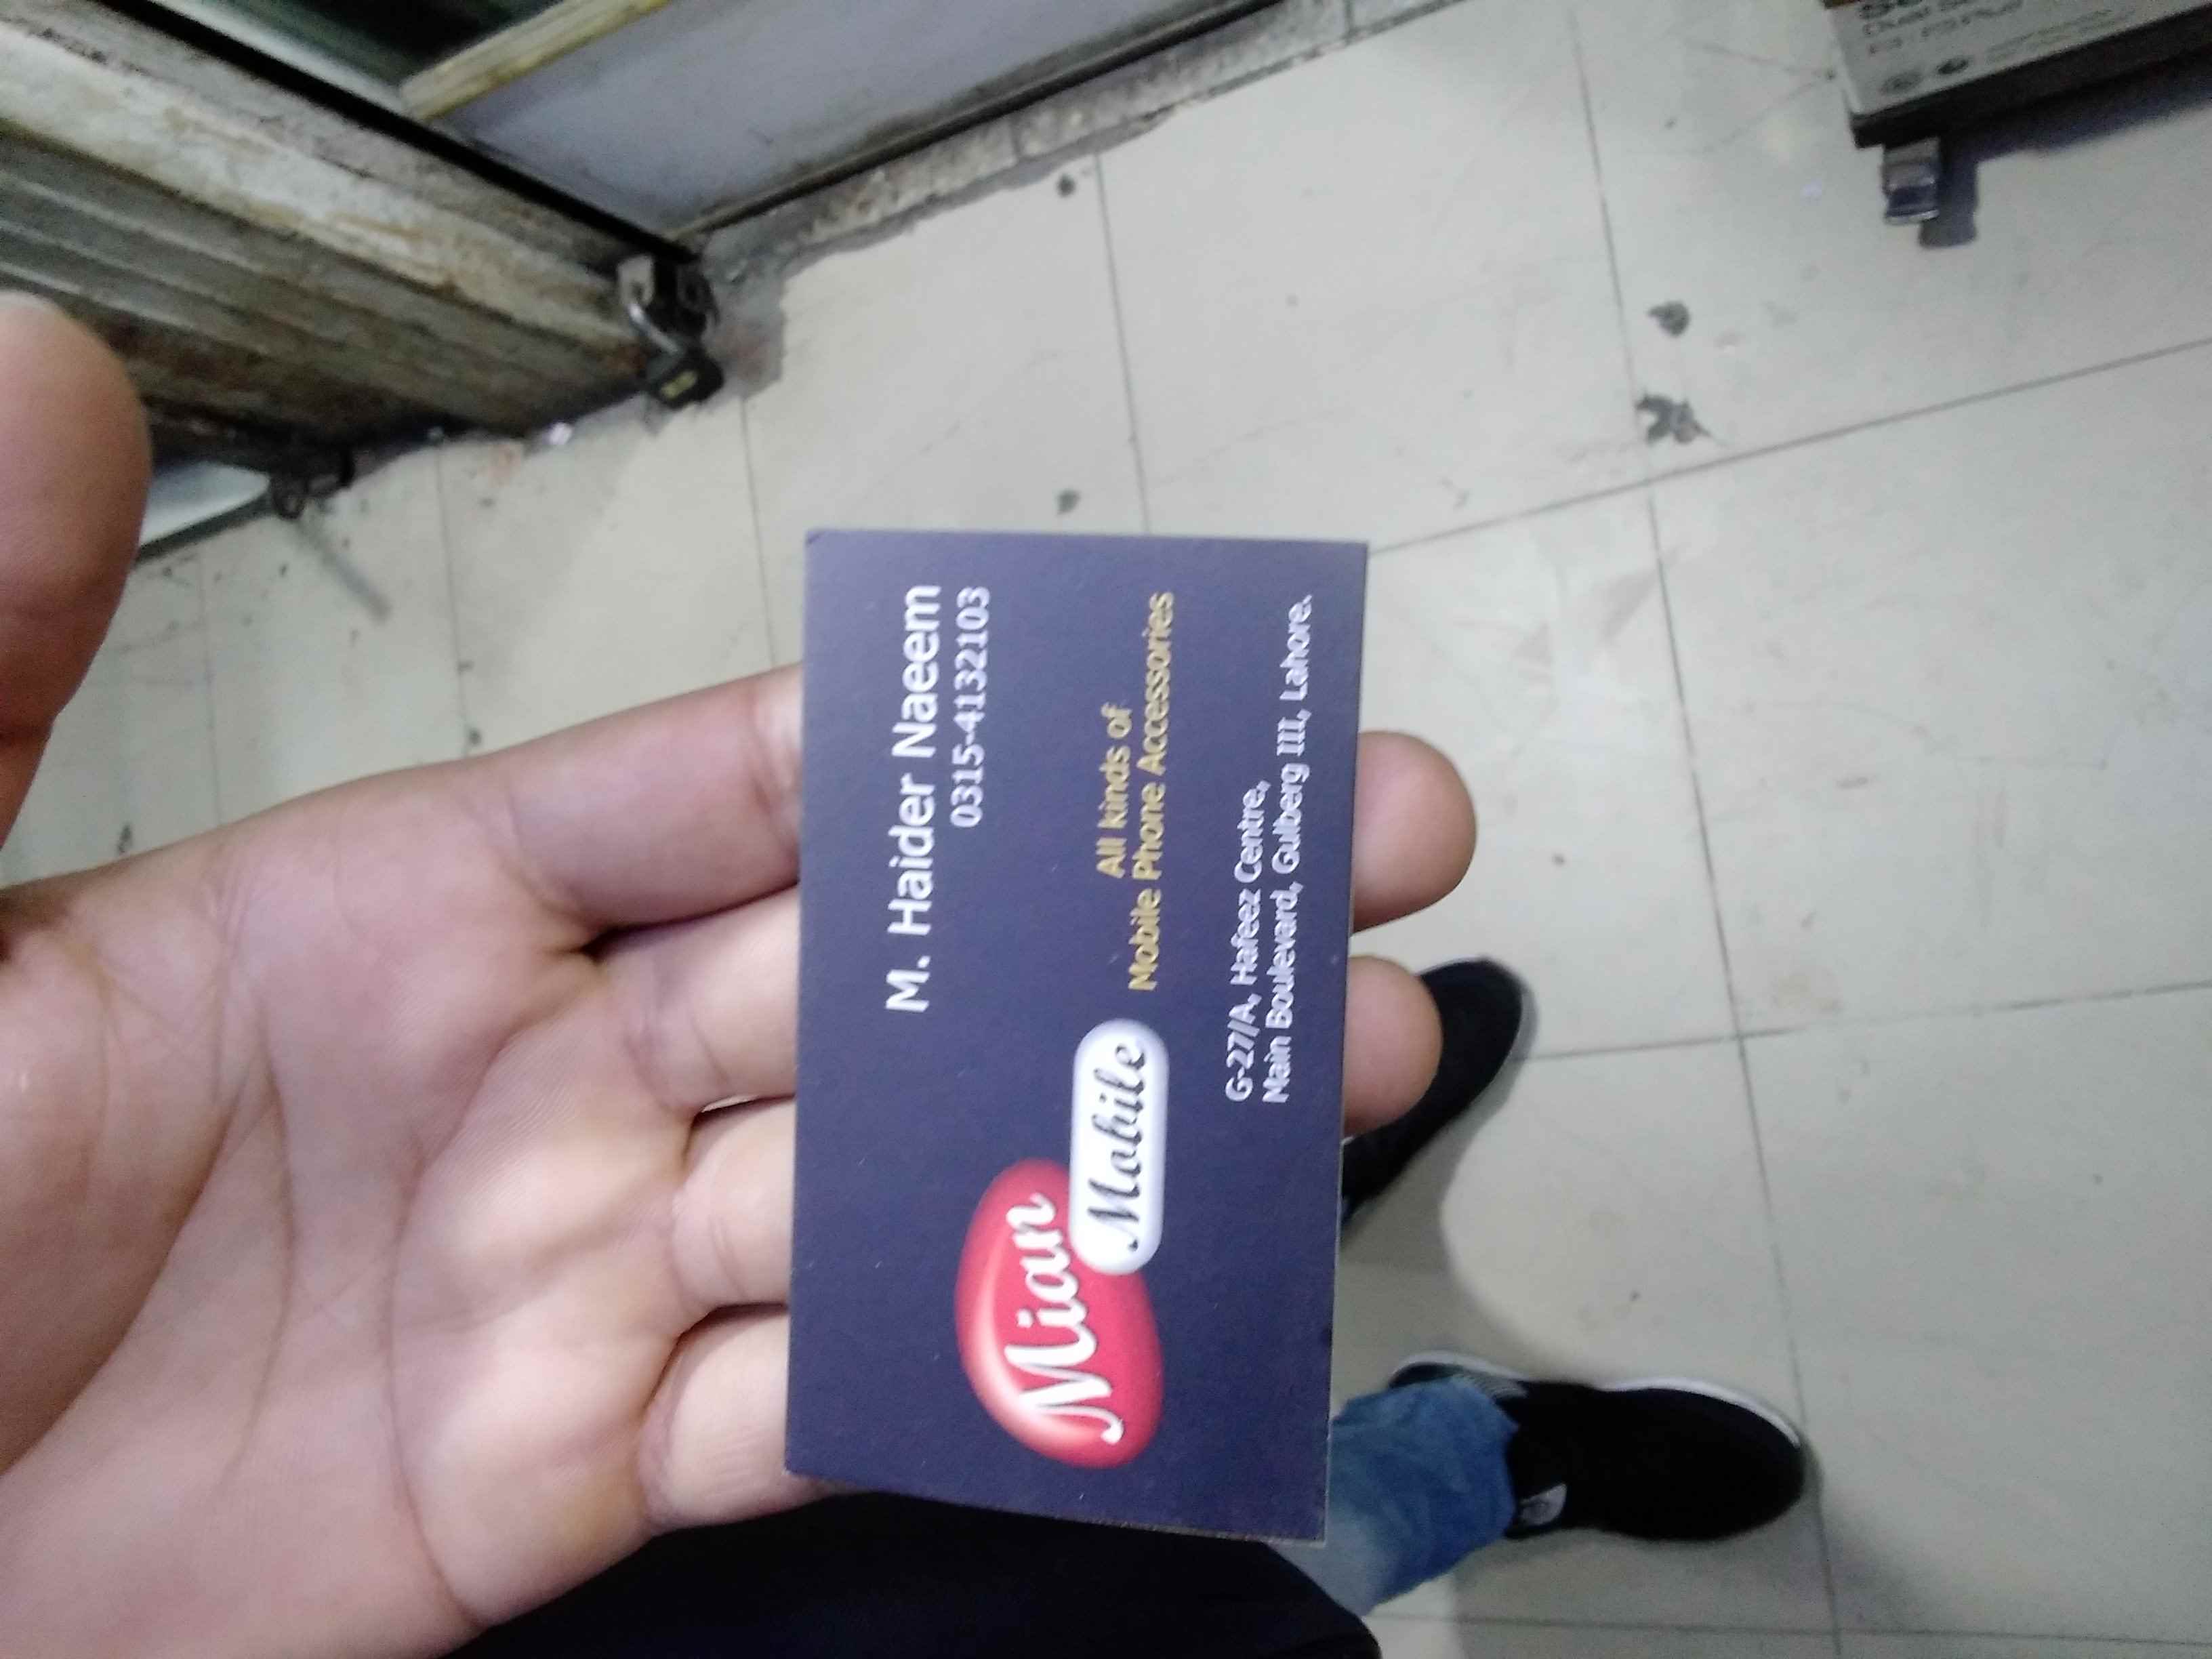 M. Haider Naeem
0315-4132103
Mian
Mobile
All kinds of
Mobile Phone Accessories
G-27/A, Hafeez Centre,
Main Boulevard, Gulberg III, Lahore.